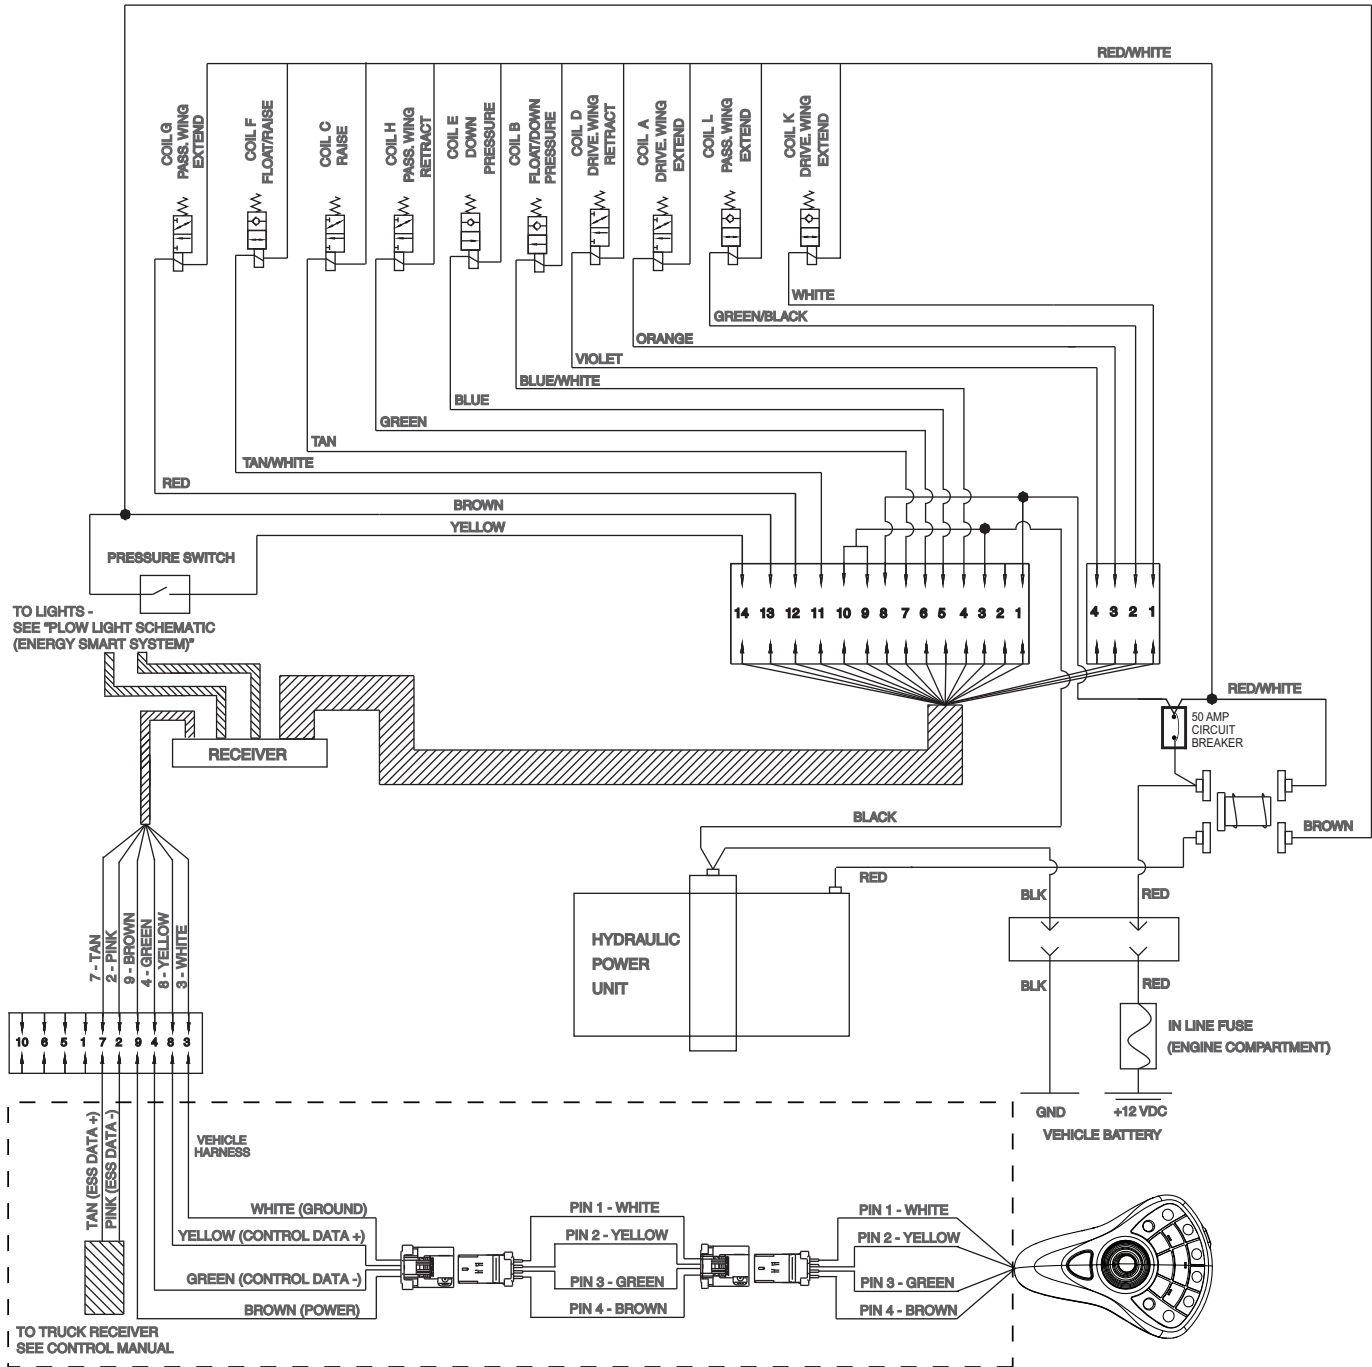 RED/WHITE
COIL G
PASS. WING
EXTEND
COIL F
FLOAT/RAISE
COIL C
RAISE
COIL H
PASS. WING
RETRACT
COIL E
DOWN
PRESSURE
COIL B
FLOAT/DOWN
PRESSURE
COIL D
DRIVE. WING
RETRACT
COIL A
DRIVE. WING
EXTEND
COIL L
PASS. WING
EXTEND
COIL K
DRIVE. WING
EXTEND
WHITE
GREEN/BLACK
ORANGE
VIOLET
BLUE/WHITE
BLUE
GREEN
TAN
TAN/WHITE
RED
BROWN
YELLOW
PRESSURE SWITCH
TO LIGHTS -
SEE "PLOW LIGHT SCHEMATIC
(ENERGY SMART SYSTEM)"
14 13 12 11 10 9 8 7 6 5 4 3 2 1
4 3 2 1
RED/WHITE
50 AMP
CIRCUIT
BREAKER
RECEIVER
BLACK
BROWN
RED
BLK
RED
HYDRAULIC
POWER
UNIT
BLK
RED
IN LINE FUSE
(ENGINE COMPARTMENT)
GND
+12 VDC
VEHICLE BATTERY
7 - TAN
2 - PINK
9 - BROWN
4 - GREEN
8 - YELLOW
3 - WHITE
10 6 5 1 7 2 9 4 8 3
TAN (ESS DATA +)
PINK (ESS DATA -)
VEHICLE
HARNESS
WHITE (GROUND)
YELLOW (CONTROL DATA +)
GREEN (CONTROL DATA -)
BROWN (POWER)
PIN 1 - WHITE
PIN 2 - YELLOW
PIN 3 - GREEN
PIN 4 - BROWN
PIN 1 - WHITE
PIN 2 - YELLOW
PIN 3 - GREEN
PIN 4 - BROWN
TO TRUCK RECEIVER
SEE CONTROL MANUAL